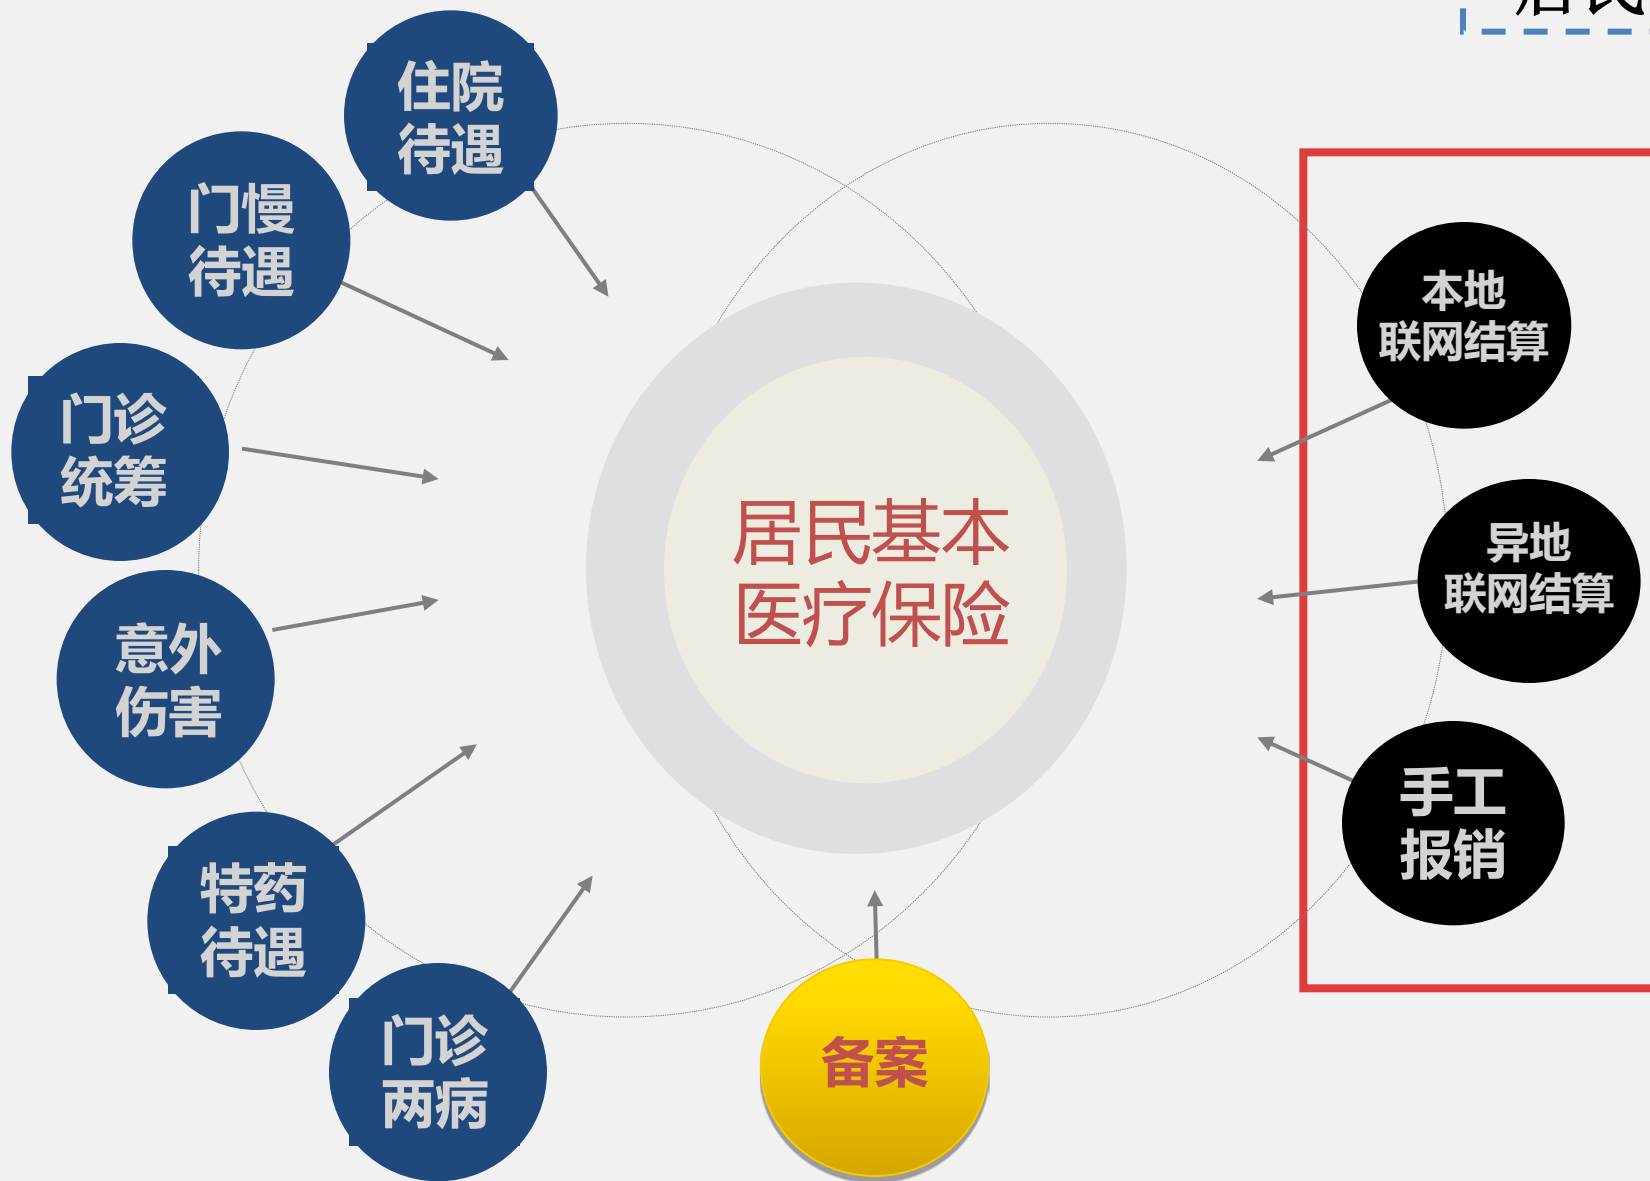 居民
住院
待遇
门慢
待遇
门诊
统筹
意外
伤害
特药
待遇
门诊
两病
居民基本
医疗保险
备案
本地
联网结算
异地
联网结算
手工
报销